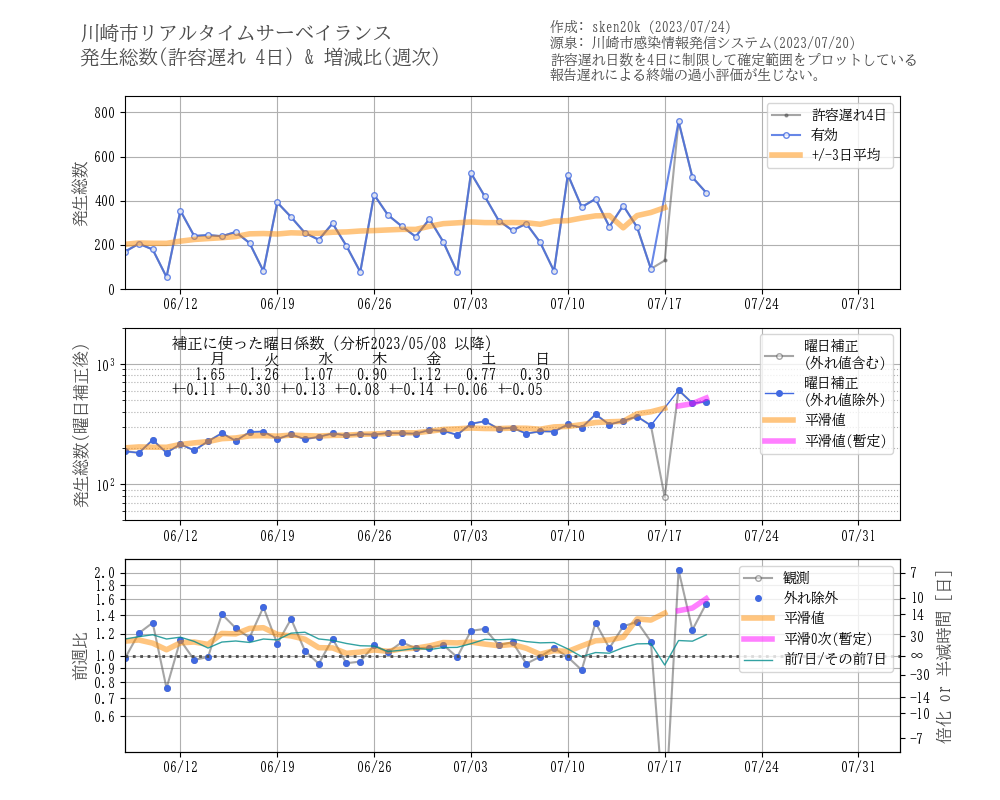 川崎市リアルタイムサーベイランス
発生総数(許容遅れ 4日) & 増減比(週次)
作成: sken20k (2023/07/24)
源泉: 川崎市感染情報発信システム(2023/07/20)
許容遅れ日数を4日に制限して確定範囲をプロットしている
報告遅れによる終端の過小評価が生じない。
発生総数
800
600
400
200
0
許容遅れ4日
有効
+/-3日平均
06/12 06/19 06/26 07/03 07/10 07/17 07/24 07/31
発生総数(曜日補正後)
10^3
10^2
補正に使った曜日係数 (分析2023/05/08 以降)
月 火 水 木 金 土 日
1.65 1.26 1.07 0.90 1.12 0.77 0.30
+-0.11 +-0.30 +-0.13 +-0.08 +-0.14 +-0.06 +-0.05
曜日補正
(外れ値含む)
曜日補正
(外れ値除外)
平滑値
平滑値(暫定)
06/12 06/19 06/26 07/03 07/10 07/17 07/24 07/31
前週比
2.0
1.8
1.6
1.4
1.2
1.0
0.9
0.8
0.7
0.6
観測
外れ除外
平滑値
平滑0次(暫定)
前7日/その前7日
7
10
14
30
∞
-30
-14
-10
-7
倍化 or 半減時間 [日]
06/12 06/19 06/26 07/03 07/10 07/17 07/24 07/31